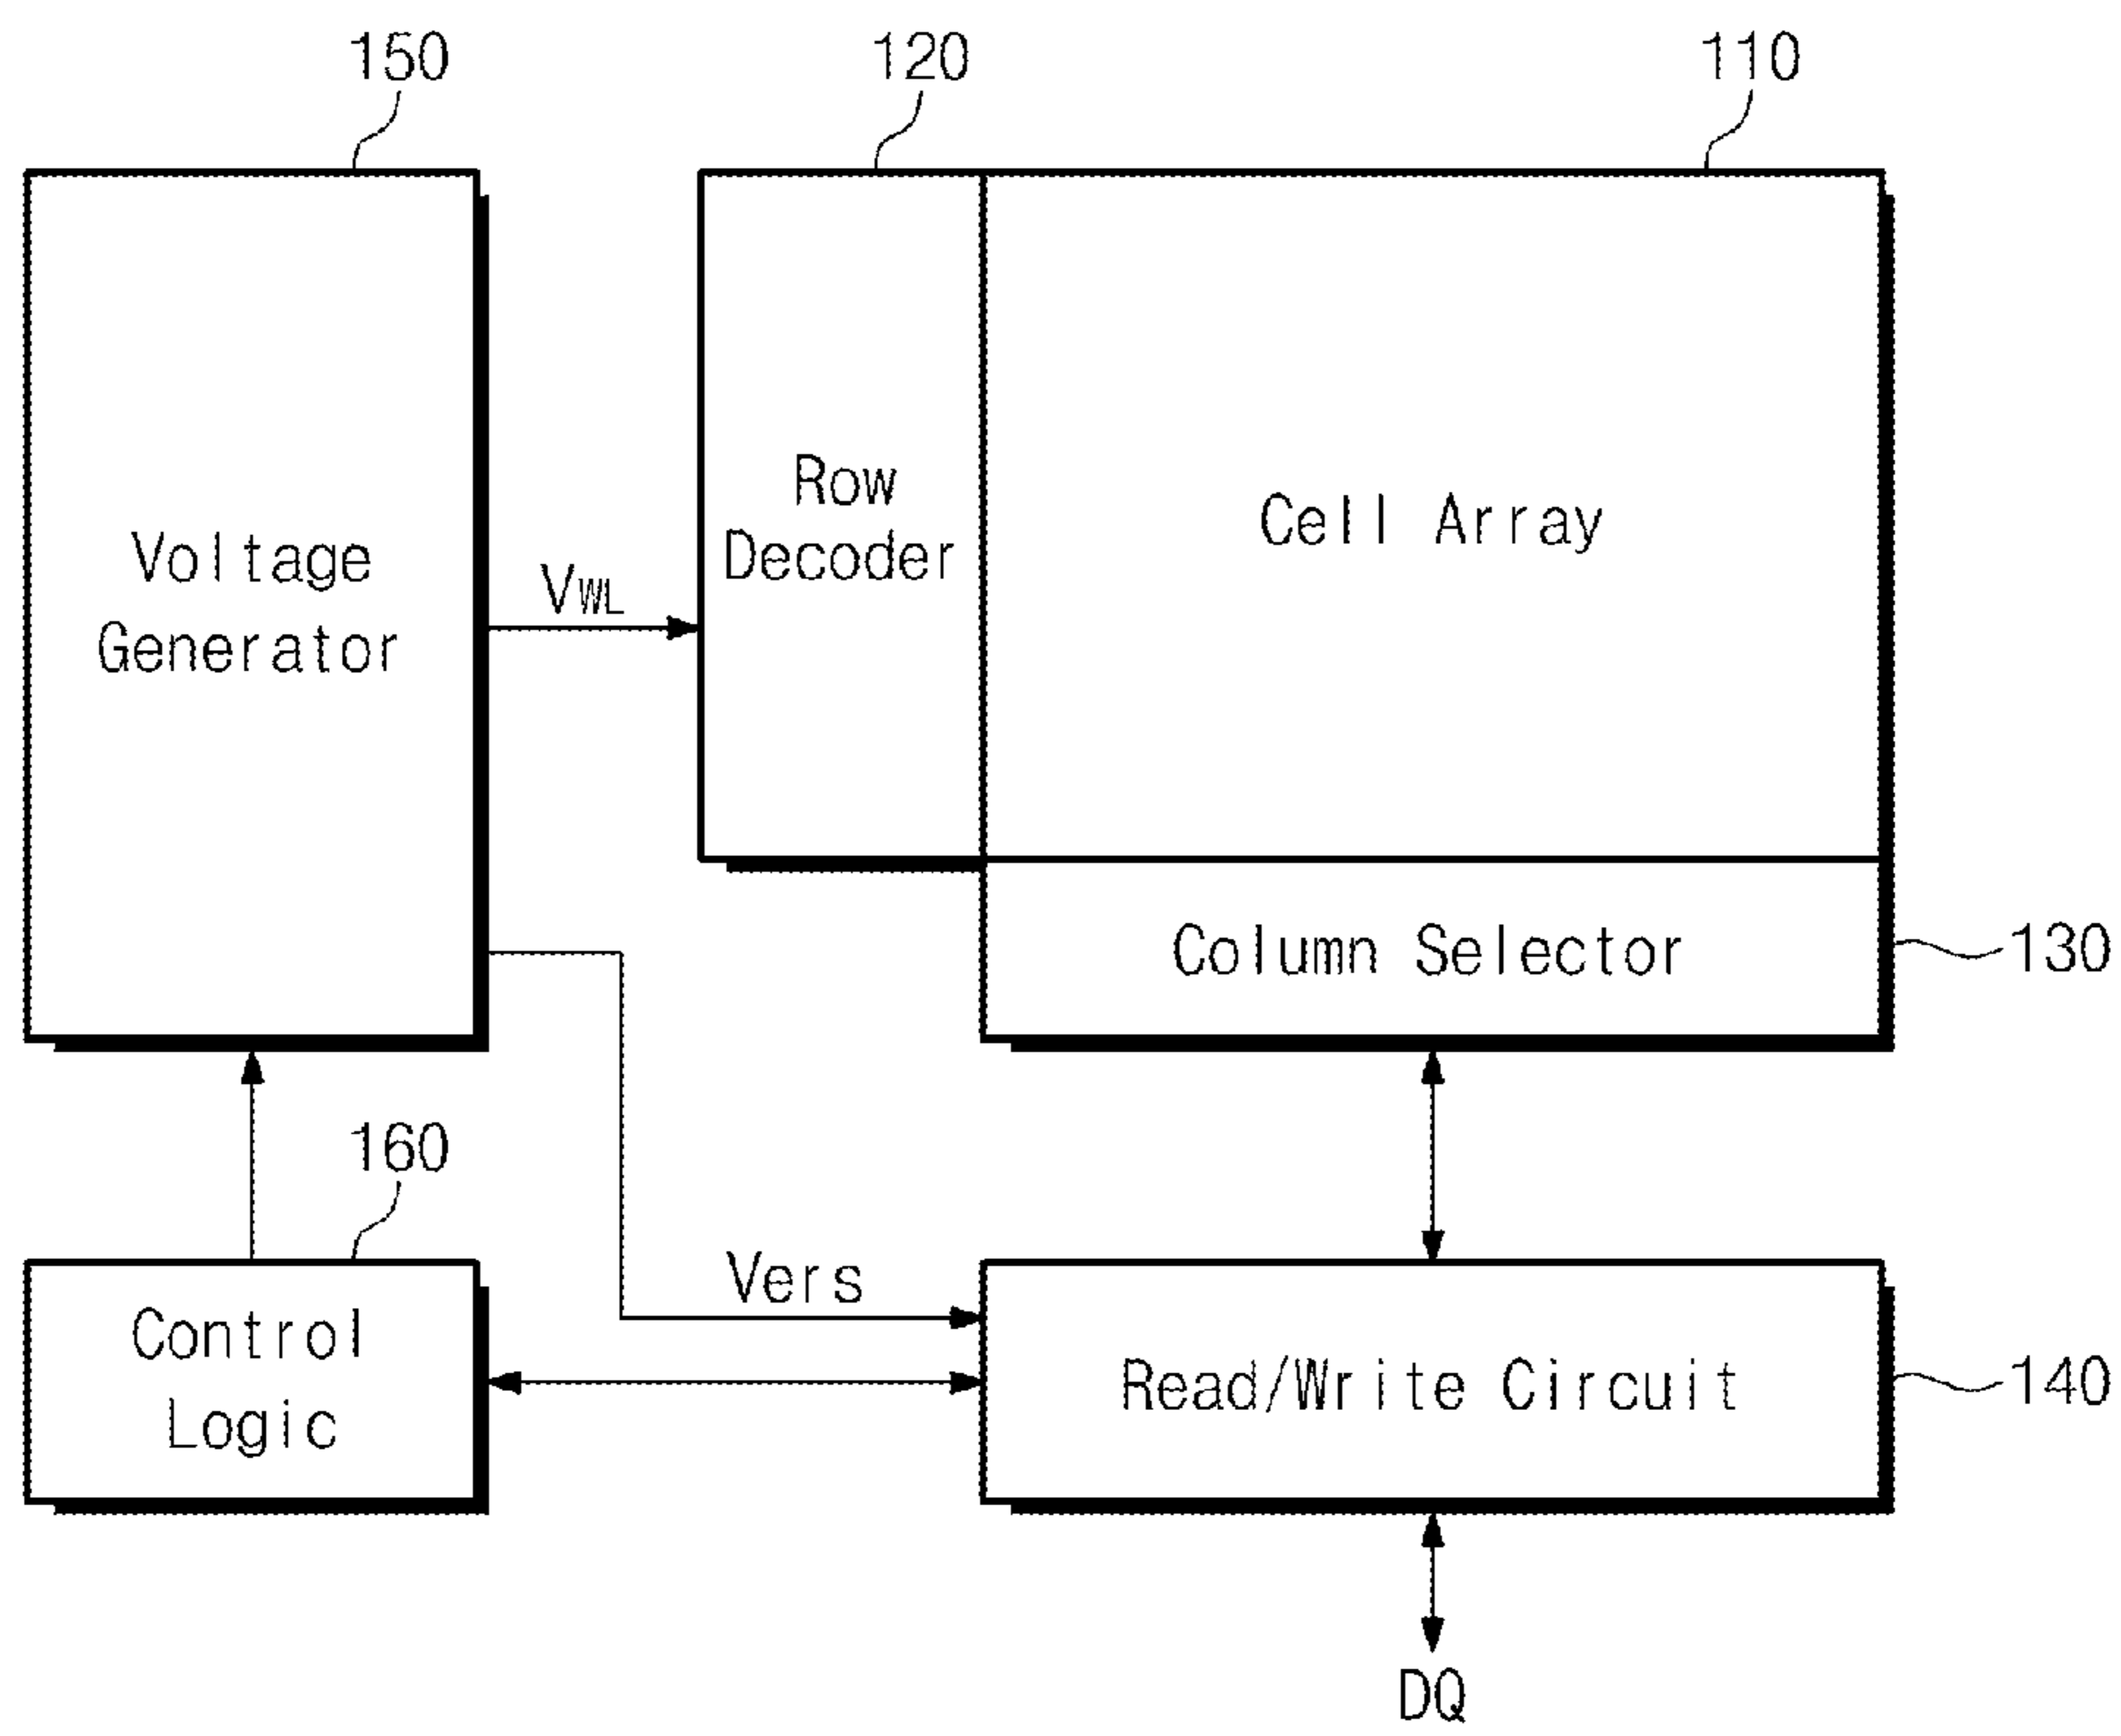 150
120
110
Voltage
Generator
VWL
Row
Decoder
Cell Array
Column Selector
130
160
Control
Logic
Vers
Read/Write Circuit
140
DQ